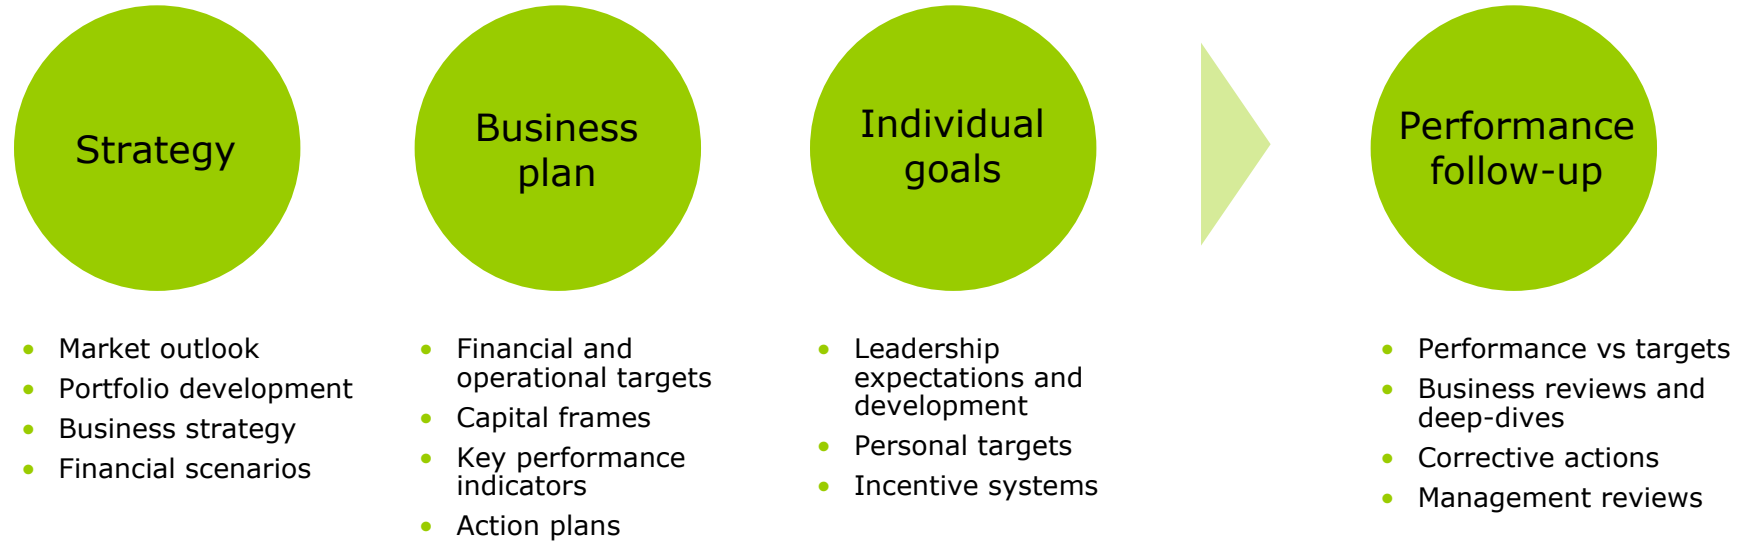 Strategy
Business
plan
Individual
goals
Performance
follow-up
• Market outlook
• Portfolio development
• Business strategy
• Financial scenarios
• Financial and
operational targets
• Capital frames
• Key performance
indicators
• Action plans
• Leadership
expectations and
development
• Personal targets
• Incentive systems
• Performance vs targets
• Business reviews and
deep-dives
• Corrective actions
• Management reviews